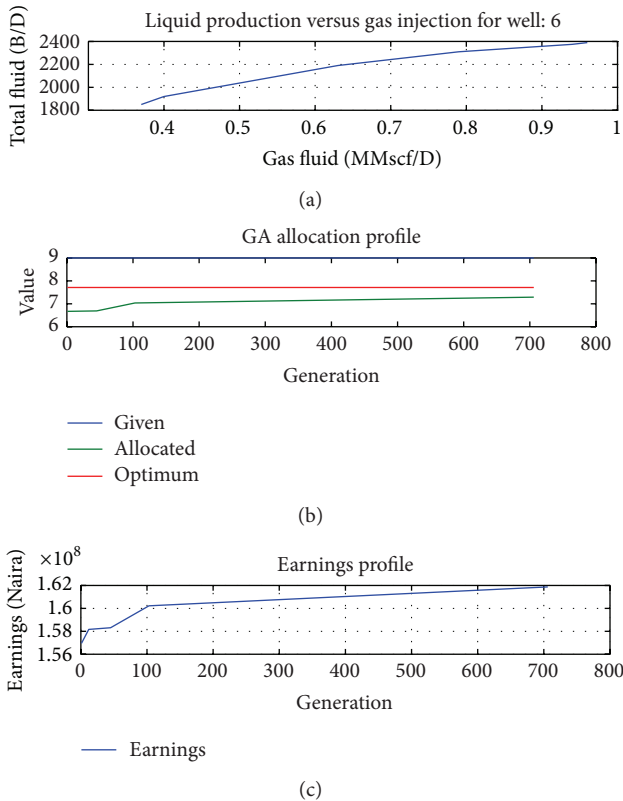 Liquid production versus gas injection for well: 6
Total fluid (B/D)
2400
2200
2000
1800
0.4 0.5 0.6 0.7 0.8 0.9 1
Gas fluid (MMscf/D)
(a)
GA allocation profile
Value
9
8
7
6
0 100 200 300 400 500 600 700 800
Generation
Given
Allocated
Optimum
(b)
Earnings profile
×10⁸
Earnings (Naira)
1.62
1.6
1.58
1.56
0 100 200 300 400 500 600 700 800
Generation
Earnings
(c)